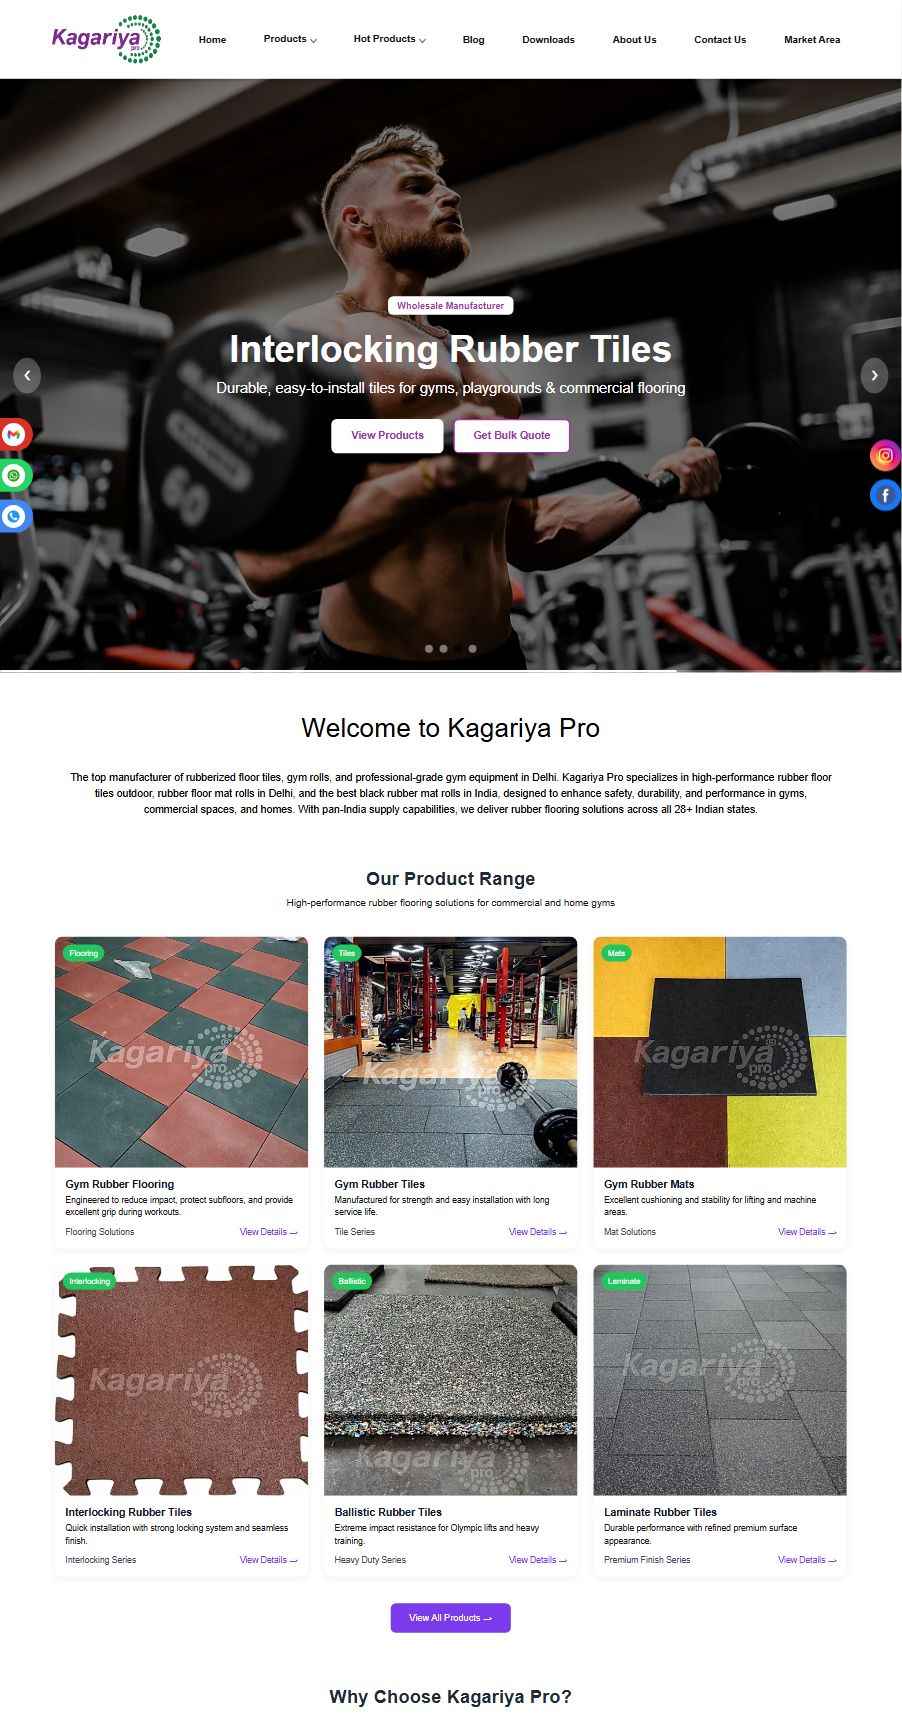 Kagariya
pro
Home
Products
Hot Products
Blog
Downloads
About Us
Contact Us
Market Area
Wholesale Manufacturer
Interlocking Rubber Tiles
Durable, easy-to-install tiles for gyms, playgrounds & commercial flooring
View Products
Get Bulk Quote
Welcome to Kagariya Pro
The top manufacturer of rubberized floor tiles, gym rolls, and professional-grade gym equipment in Delhi. Kagariya Pro specializes in high-performance rubber floor
tiles outdoor, rubber floor mat rolls in Delhi, and the best black rubber mat rolls in India, designed to enhance safety, durability, and performance in gyms,
commercial spaces, and homes. With pan-India supply capabilities, we deliver rubber flooring solutions across all 28+ Indian states.
Our Product Range
High-performance rubber flooring solutions for commercial and home gyms
Flooring
Kagariya®
pro
Gym Rubber Flooring
Engineered to reduce impact, protect subfloors, and provide
excellent grip during workouts.
Flooring Solutions
View Details
Tiles
Kagariya
pro
Gym Rubber Tiles
Manufactured for strength and easy installation with long
service life.
Tile Series
View Details
Mats
Kagariya®
pro
Gym Rubber Mats
Excellent cushioning and stability for lifting and machine
areas.
Mat Solutions
View Details
Interlocking
Kagariya
pro
Interlocking Rubber Tiles
Quick installation with strong locking system and seamless
finish.
Interlocking Series
View Details
Ballistic
Kagariya
pro
Ballistic Rubber Tiles
Extreme impact resistance for Olympic lifts and heavy
training.
Heavy Duty Series
View Details
Laminate
Kagariya
pro
Laminate Rubber Tiles
Durable performance with refined premium surface
appearance.
Premium Finish Series
View Details
View All Products
Why Choose Kagariya Pro?